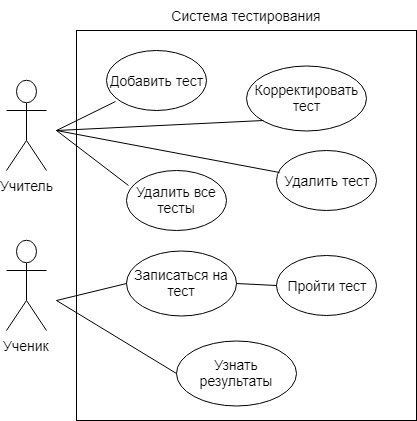 Система тестирования
Добавить тест
Корректировать
тест
Учитель
Удалить все
тесты
Удалить тест
Записаться на
тест
Пройти тест
Ученик
Узнать
результаты